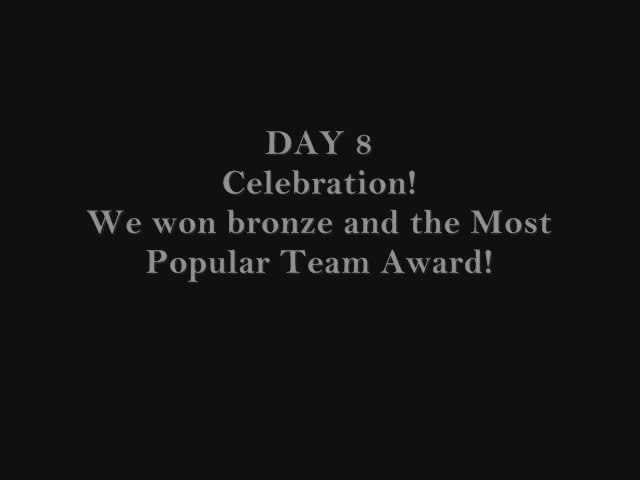 DAY 8
Celebration!
We won bronze and the Most
Popular Team Award!